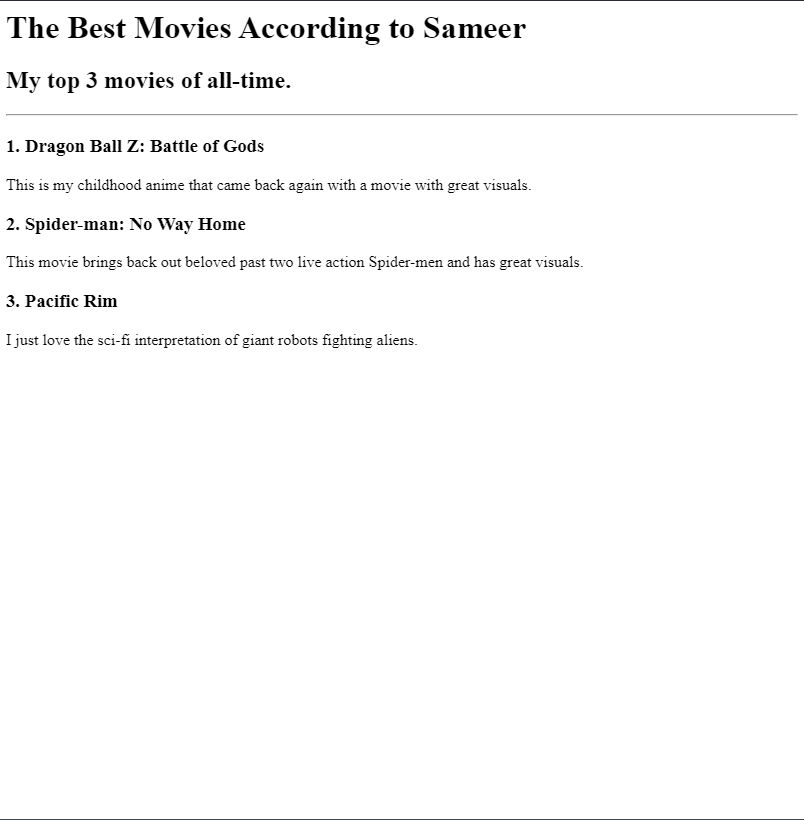 The Best Movies According to Sameer
My top 3 movies of all-time.
1. Dragon Ball Z: Battle of Gods
This is my childhood anime that came back again with a movie with great visuals.
2. Spider-man: No Way Home
This movie brings back out beloved past two live action Spider-men and has great visuals.
3. Pacific Rim
I just love the sci-fi interpretation of giant robots fighting aliens.